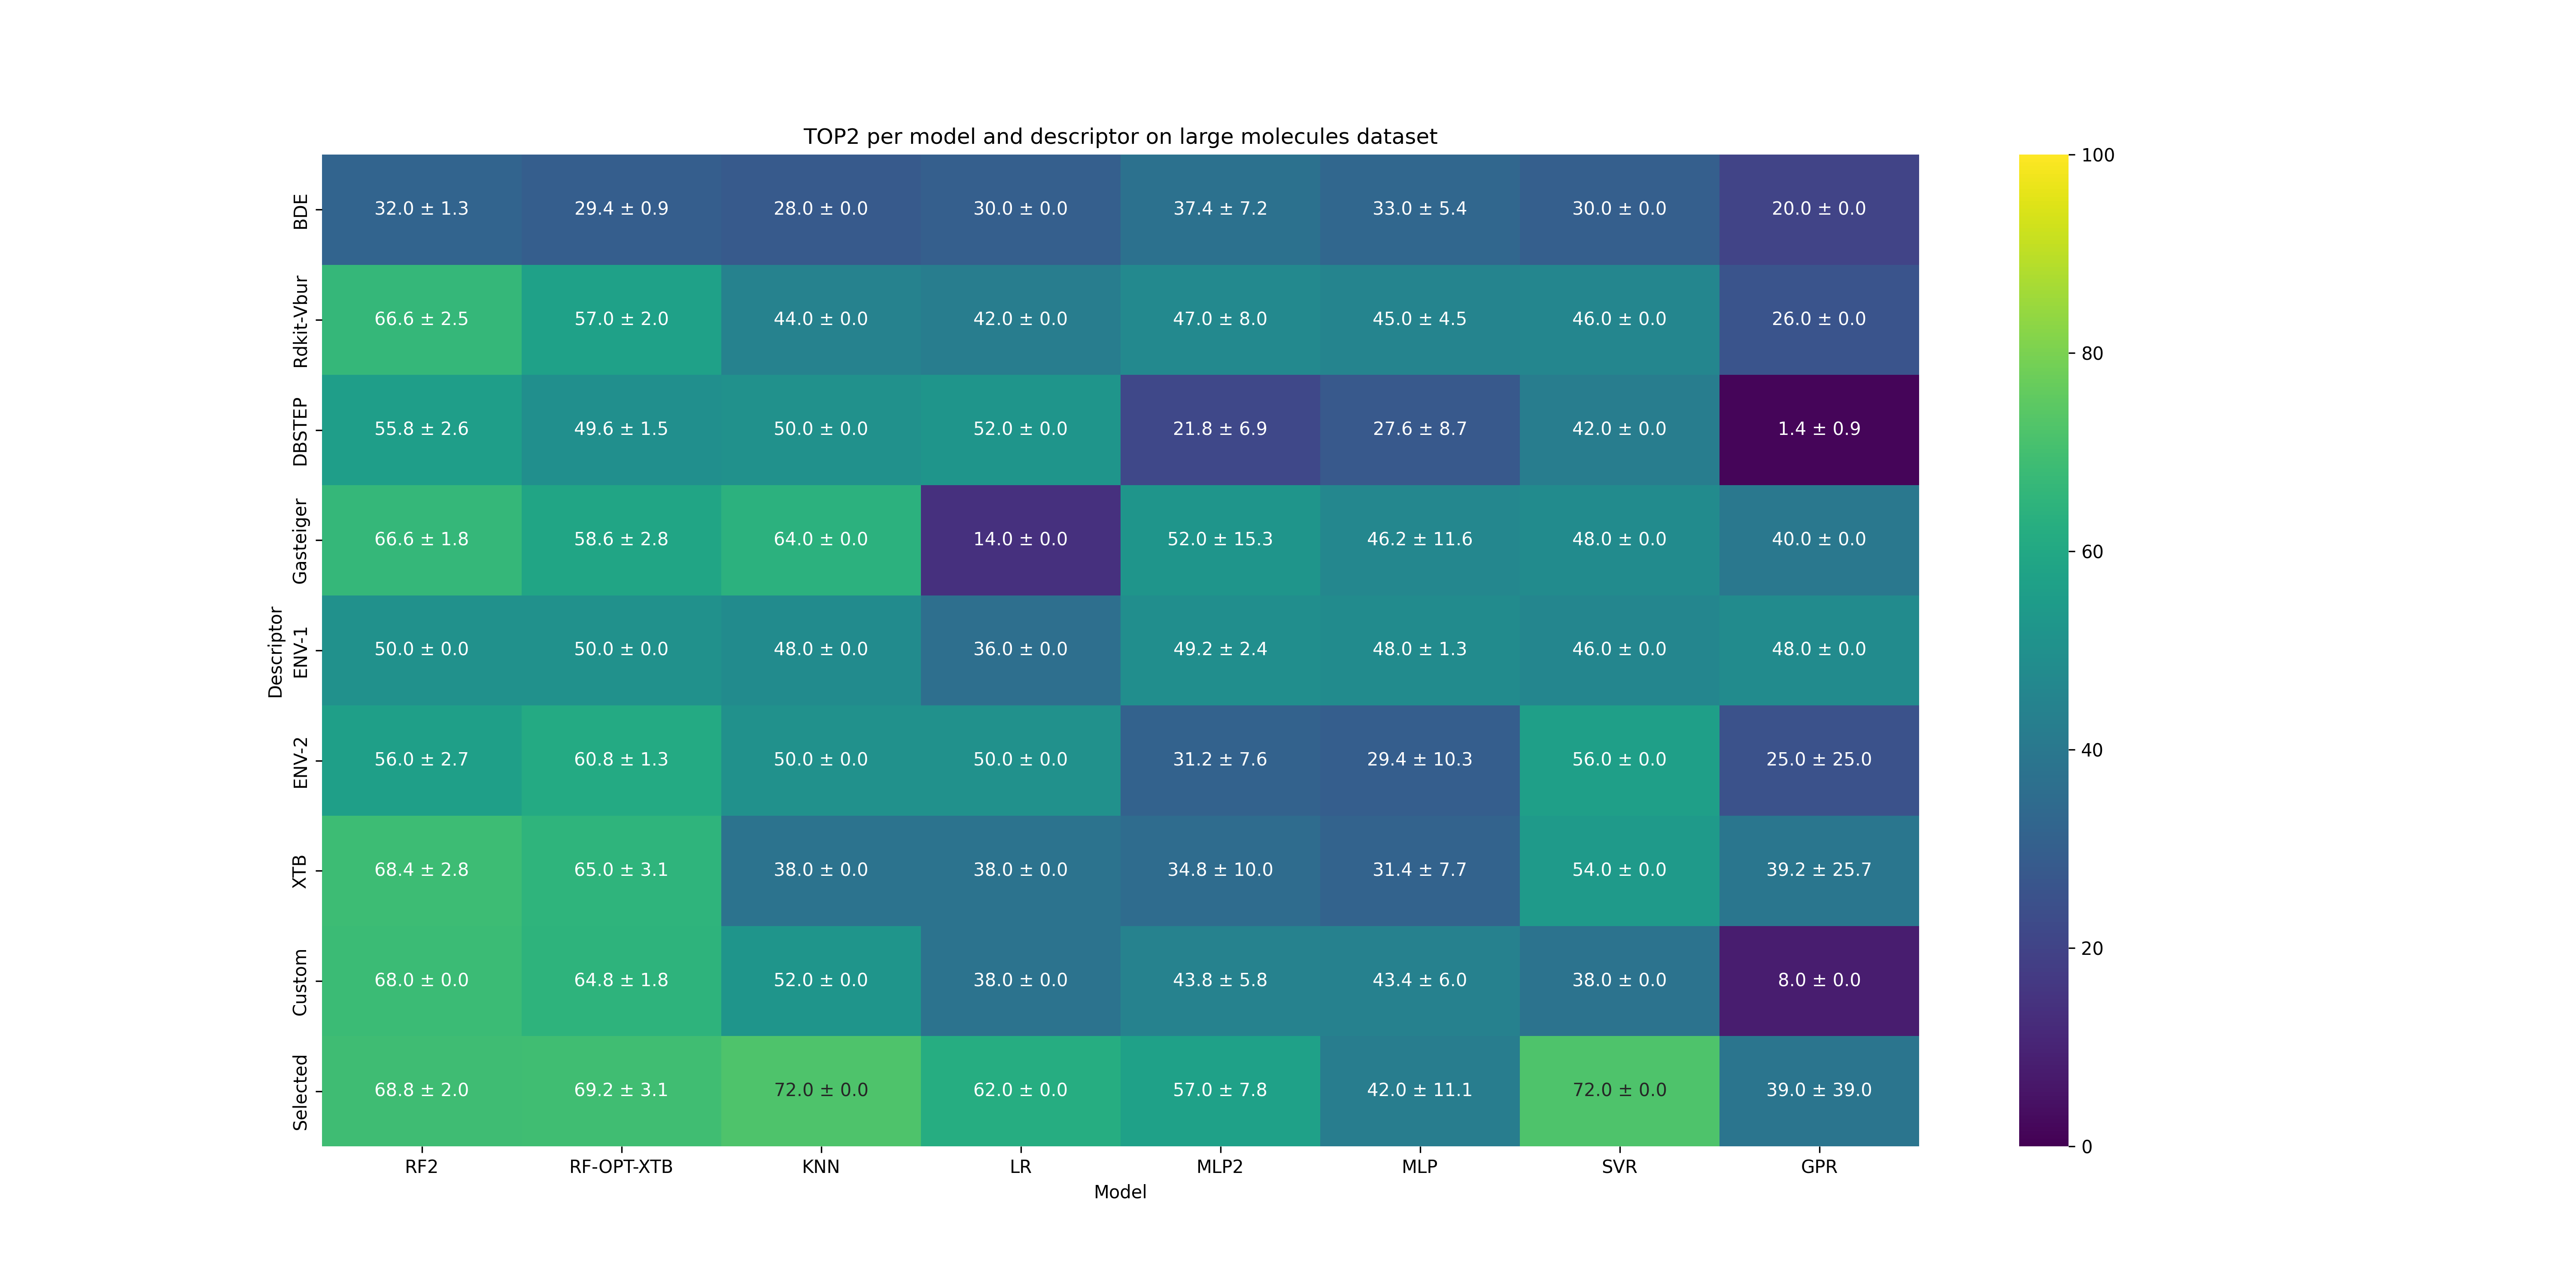 TOP2 per model and descriptor on large molecules dataset
BDE 32.0 ± 1.3 29.4 ± 0.9 28.0 ± 0.0 30.0 ± 0.0 37.4 ± 7.2 33.0 ± 5.4 30.0 ± 0.0 20.0 ± 0.0
Rdkit-Vbur 66.6 ± 2.5 57.0 ± 2.0 44.0 ± 0.0 42.0 ± 0.0 47.0 ± 8.0 45.0 ± 4.5 46.0 ± 0.0 26.0 ± 0.0
DBSTEP 55.8 ± 2.6 49.6 ± 1.5 50.0 ± 0.0 52.0 ± 0.0 21.8 ± 6.9 27.6 ± 8.7 42.0 ± 0.0 1.4 ± 0.9
Gasteiger 66.6 ± 1.8 58.6 ± 2.8 64.0 ± 0.0 14.0 ± 0.0 52.0 ± 15.3 46.2 ± 11.6 48.0 ± 0.0 40.0 ± 0.0
ENV-1 50.0 ± 0.0 50.0 ± 0.0 48.0 ± 0.0 36.0 ± 0.0 49.2 ± 2.4 48.0 ± 1.3 46.0 ± 0.0 48.0 ± 0.0
ENV-2 56.0 ± 2.7 60.8 ± 1.3 50.0 ± 0.0 50.0 ± 0.0 31.2 ± 7.6 29.4 ± 10.3 56.0 ± 0.0 25.0 ± 25.0
XTB 68.4 ± 2.8 65.0 ± 3.1 38.0 ± 0.0 38.0 ± 0.0 34.8 ± 10.0 31.4 ± 7.7 54.0 ± 0.0 39.2 ± 25.7
Custom 68.0 ± 0.0 64.8 ± 1.8 52.0 ± 0.0 38.0 ± 0.0 43.8 ± 5.8 43.4 ± 6.0 38.0 ± 0.0 8.0 ± 0.0
Selected 68.8 ± 2.0 69.2 ± 3.1 72.0 ± 0.0 62.0 ± 0.0 57.0 ± 7.8 42.0 ± 11.1 72.0 ± 0.0 39.0 ± 39.0
RF2 RF-OPT-XTB KNN LR MLP2 MLP SVR GPR
Model
Descriptor
100
80
60
40
20
0